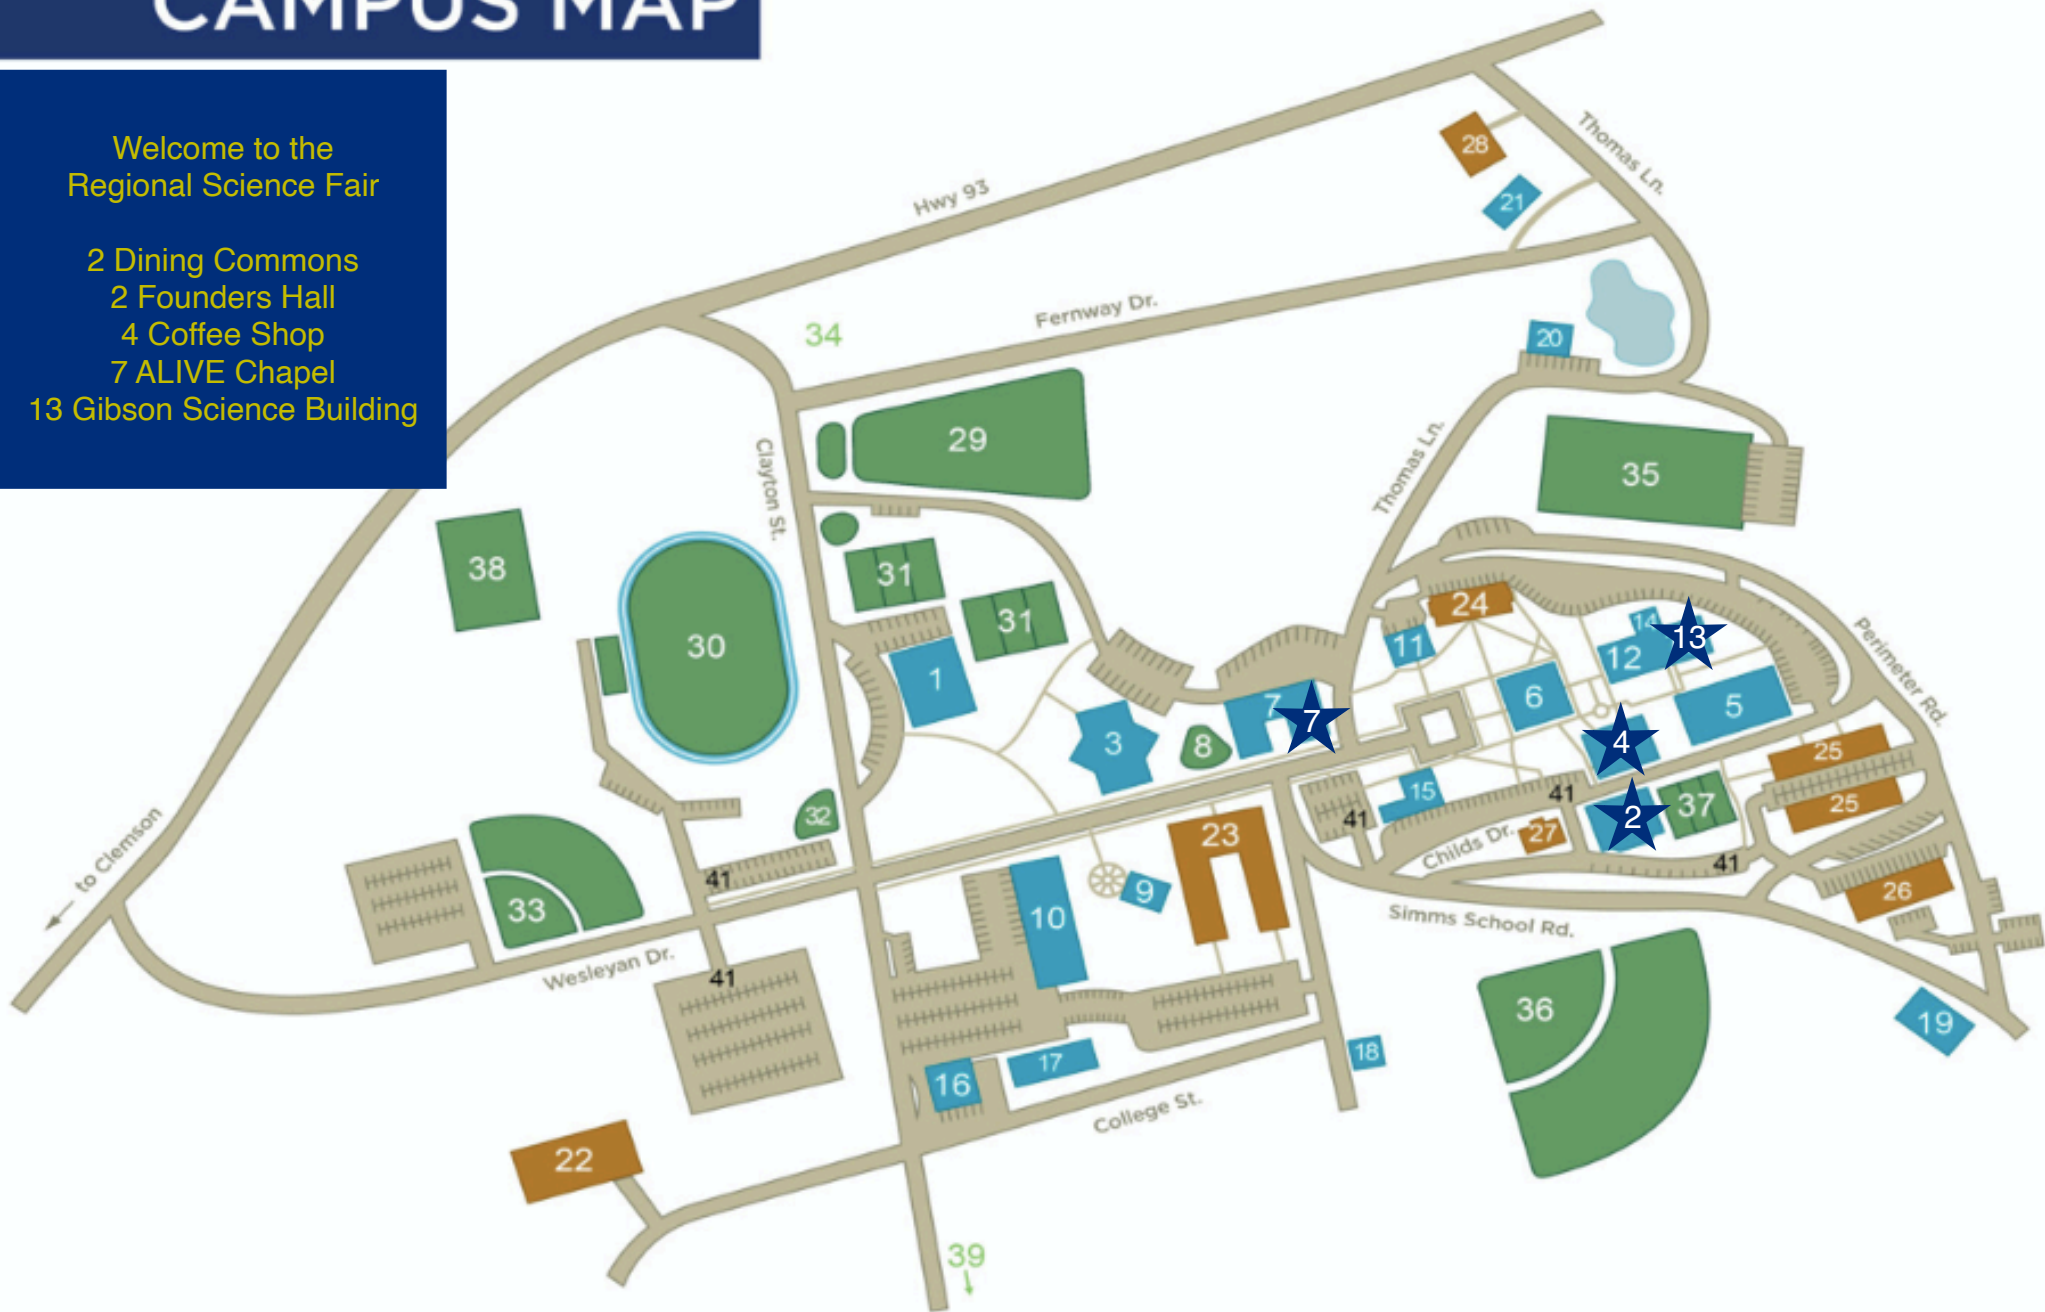 CAMPUS MAP
Welcome to the
Regional Science Fair
2 Dining Commons
2 Founders Hall
4 Coffee Shop
7 ALIVE Chapel
13 Gibson Science Building
Thomas Ln.
28
21
Hwy 93
Fernway Dr.
34
20
29
Clayton St.
Thomas Ln.
35
38
31
31
30
24
14
13
11
12
Perimeter Rd.
1
6
5
7
7
3
8
4
25
15
41
25
2
37
41
32
23
27
Childs Dr.
to Clemson
41
41
9
26
33
10
Simms School Rd.
Wesleyan Dr.
41
36
19
18
17
16
College St.
22
39